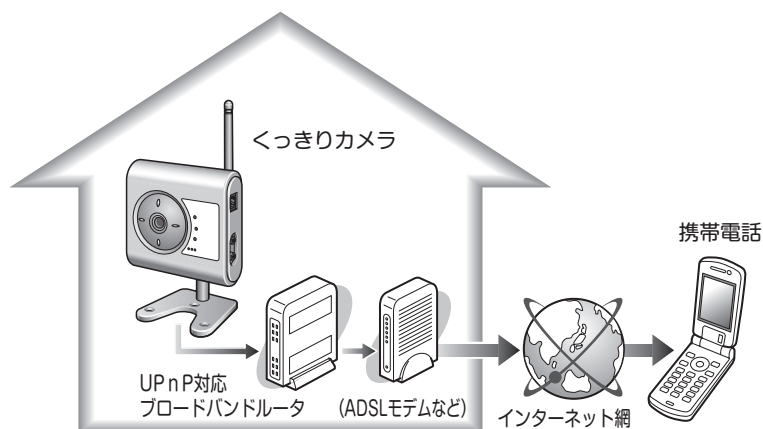 くっきりカメラ
携帯電話
UPnP対応
ブロードバンドルータ
(ADSLモデムなど)
インターネット網